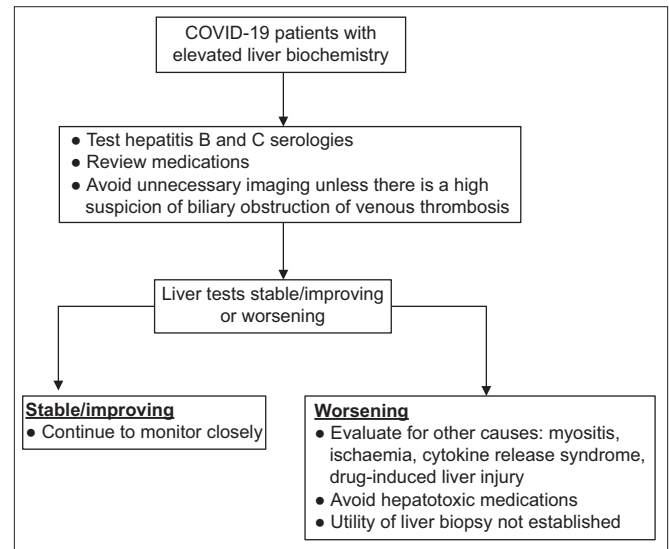 COVID-19 patients with
elevated liver biochemistry
● Test hepatitis B and C serologies
● Review medications
● Avoid unnecessary imaging unless there is a high
suspicion of biliary obstruction of venous thrombosis
Liver tests stable/improving
or worsening
Stable/improving
● Continue to monitor closely
Worsening
● Evaluate for other causes: myositis,
ischaemia, cytokine release syndrome,
drug-induced liver injury
● Avoid hepatotoxic medications
● Utility of liver biopsy not established